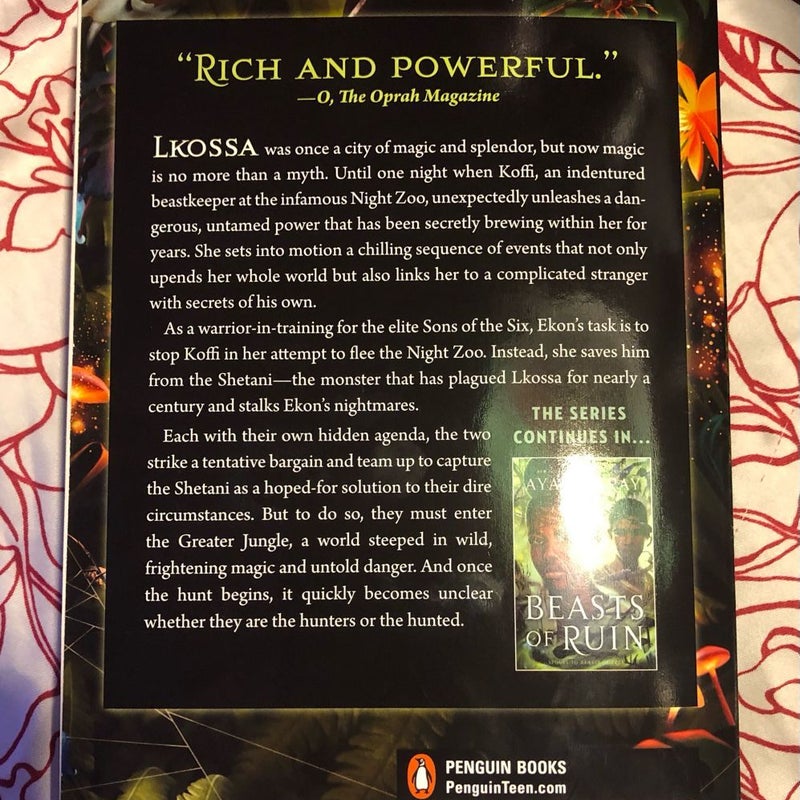 “RICH AND POWERFUL.”
—O, The Oprah Magazine
LKOSSA was once a city of magic and splendor, but now magic
is no more than a myth. Until one night when Koffi, an indentured
beastkeeper at the infamous Night Zoo, unexpectedly unleashes a dan-
gerous, untamed power that has been secretly brewing within her for
years. She sets into motion a chilling sequence of events that not only
upends her whole world but also links her to a complicated stranger
with secrets of his own.
As a warrior-in-training for the elite Sons of the Six, Ekon’s task is to
stop Koffi in her attempt to flee the Night Zoo. Instead, she saves him
from the Shetani—the monster that has plagued Lkossa for nearly a
century and stalks Ekon’s nightmares.
Each with their own hidden agenda, the two
strike a tentative bargain and team up to capture
the Shetani as a hoped-for solution to their dire
circumstances. But to do so, they must enter
the Greater Jungle, a world steeped in wild,
frightening magic and untold danger. And once
the hunt begins, it quickly becomes unclear
whether they are the hunters or the hunted.
THE SERIES
CONTINUES IN...
BEASTS
OF RUIN
PENGUIN BOOKS
PenguinTeen.com